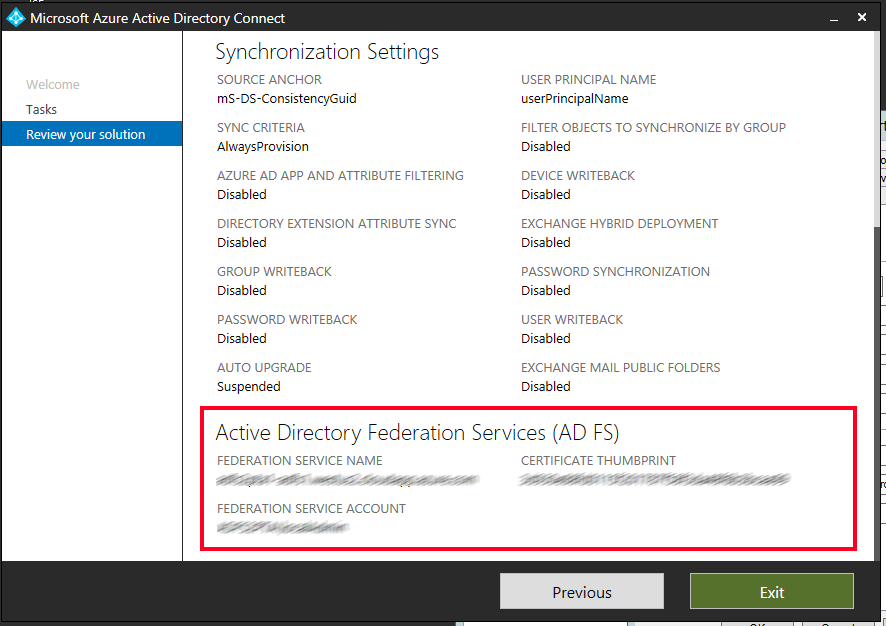 Microsoft Azure Active Directory Connect
Welcome
Tasks
Review your solution
Synchronization Settings
SOURCE ANCHOR
mS-DS-ConsistencyGuid
USER PRINCIPAL NAME
userPrincipalName
SYNC CRITERIA
AlwaysProvision
FILTER OBJECTS TO SYNCHRONIZE BY GROUP
Disabled
AZURE AD APP AND ATTRIBUTE FILTERING
Disabled
DEVICE WRITEBACK
Disabled
DIRECTORY EXTENSION ATTRIBUTE SYNC
Disabled
EXCHANGE HYBRID DEPLOYMENT
Disabled
GROUP WRITEBACK
Disabled
PASSWORD SYNCHRONIZATION
Disabled
PASSWORD WRITEBACK
Disabled
USER WRITEBACK
Disabled
AUTO UPGRADE
Suspended
EXCHANGE MAIL PUBLIC FOLDERS
Disabled
Active Directory Federation Services (AD FS)
FEDERATION SERVICE NAME
CERTIFICATE THUMBPRINT
FEDERATION SERVICE ACCOUNT
Previous
Exit